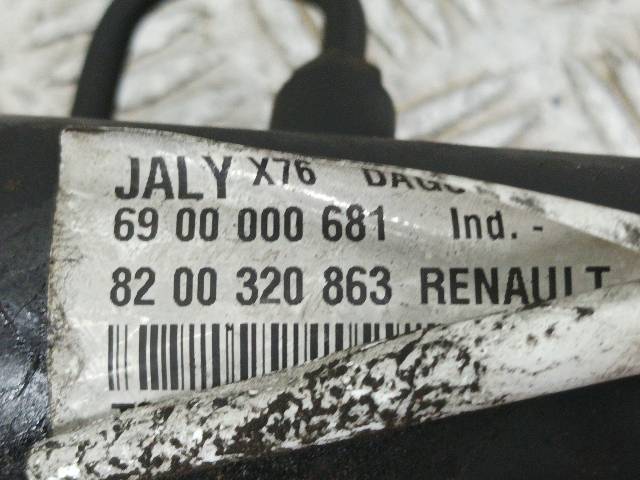 JALY X76
69 00 000 681 Ind. -
82 00 320 863 RENAULT